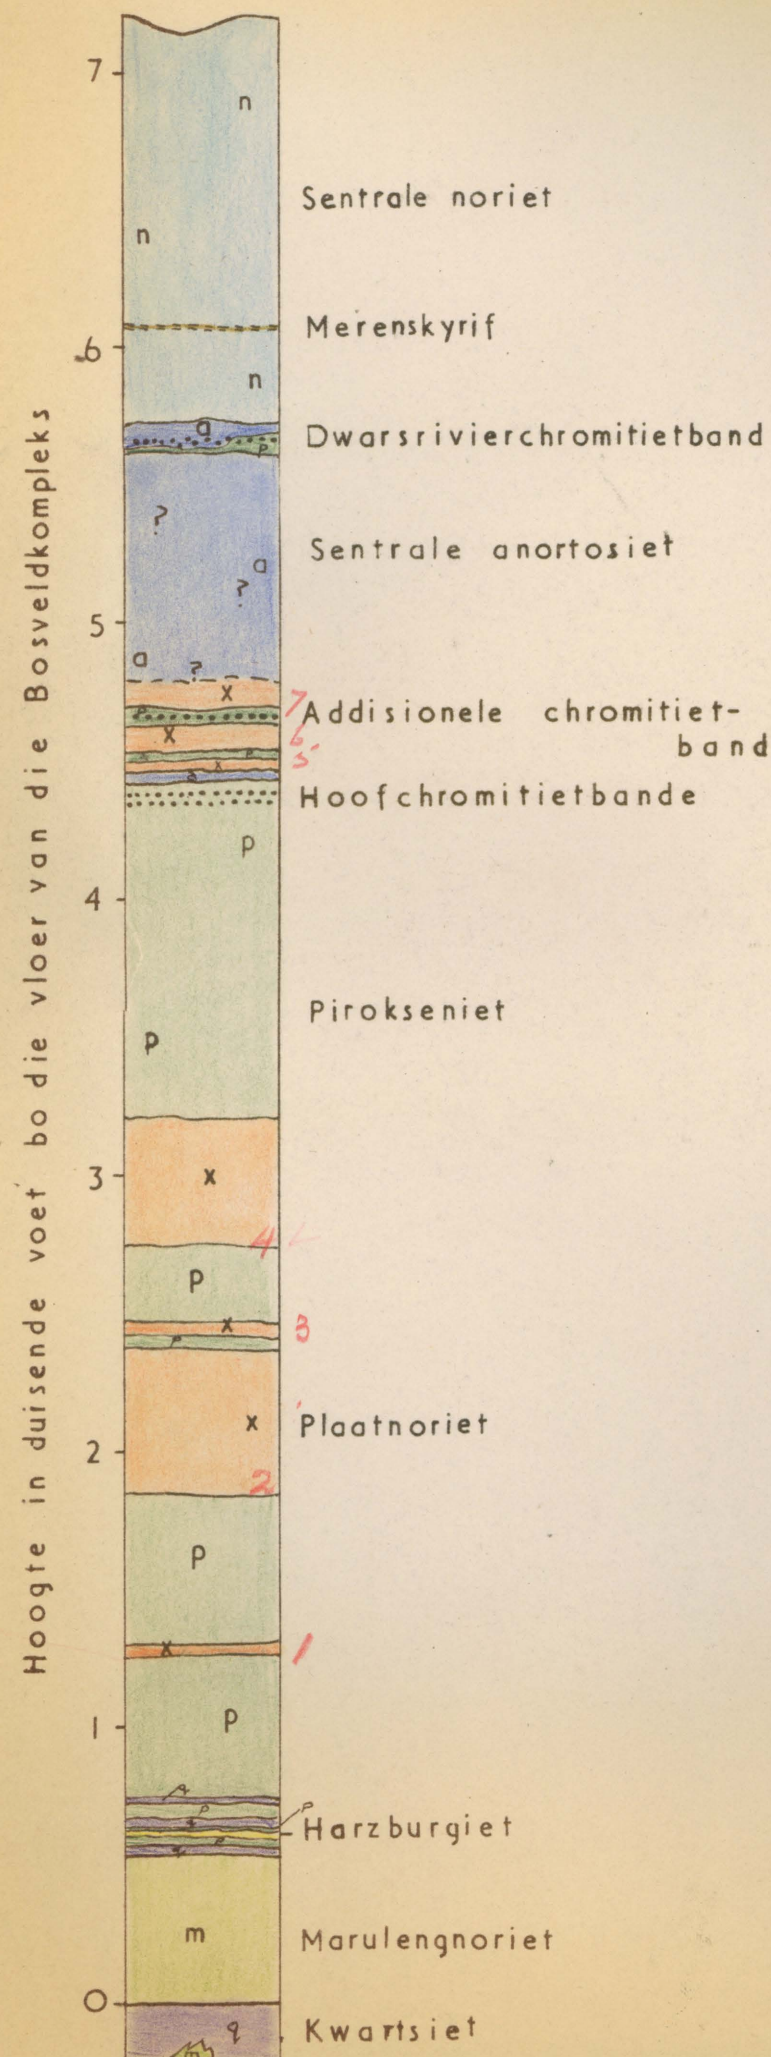 7
n
Sentrale noriet
n
Merenskyrif
6
n
a
Dwarsrivierchromitietband
p
?
Sentrale anortosiet
a
?
5
a
?
x
7
p
Addisionele chromitiet-
x
6
band
5
x
a
Hoofchromitietbande
p
4
Pirokseniet
p
3
x
4
p
x
3
p
x
Plaatnoriet
2
2
p
x
1
p
1
p
p
Harzburgiet
m
Marulengnoriet
0
q
Kwartsiet
m
Hoogte in duisende voet bo die vloer van die Bosveldkompleks